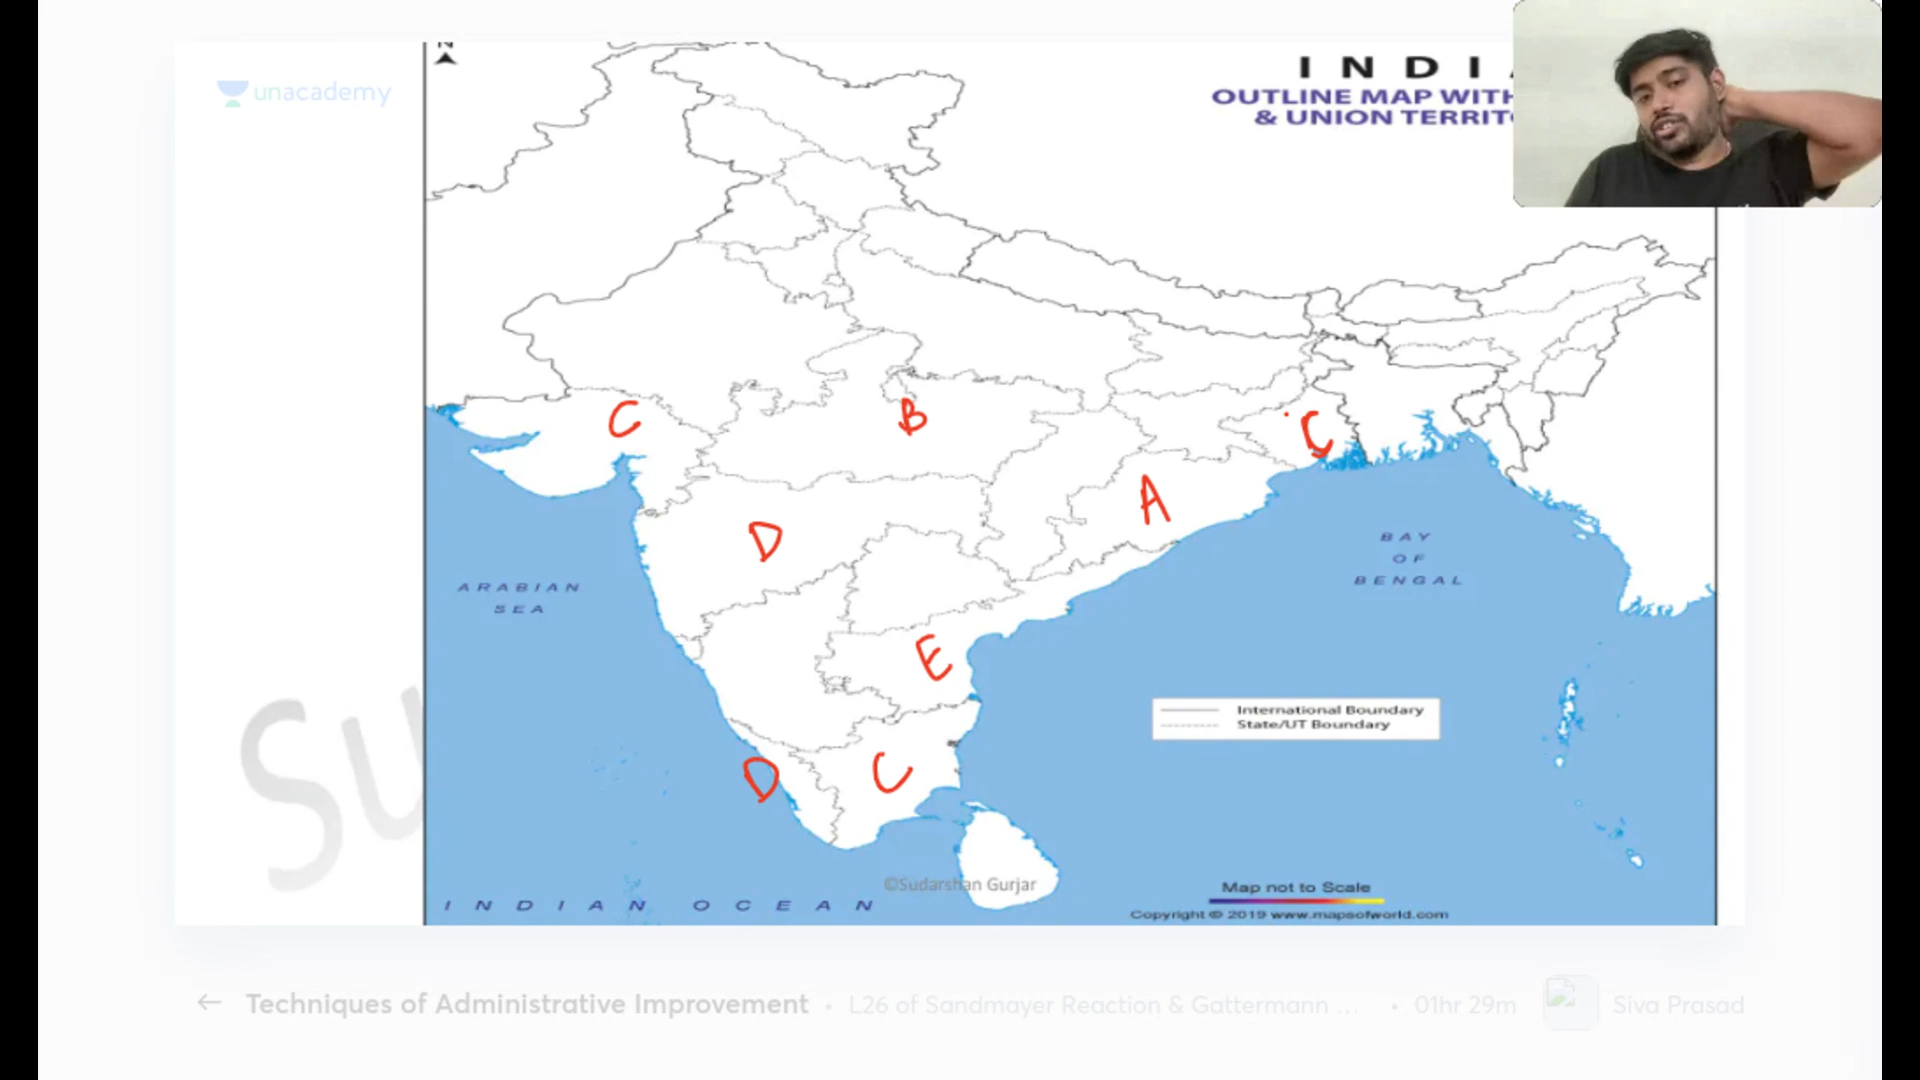 N
unacademy
I N D I
OUTLINE MAP WITH
& UNION TERRIT
C
B
C
A
D
BAY
OF
BENGAL
ARABIAN
SEA
E
International Boundary
State/UT Boundary
D
C
Su
©Sudarshan Gurjar
Map not to Scale
INDIAN OCEAN
Copyright © 2019 www.mapsofworld.com
← Techniques of Administrative Improvement • L26 of Sandmayer Reaction & Gattermann ... • 01hr 29m Siva Prasad